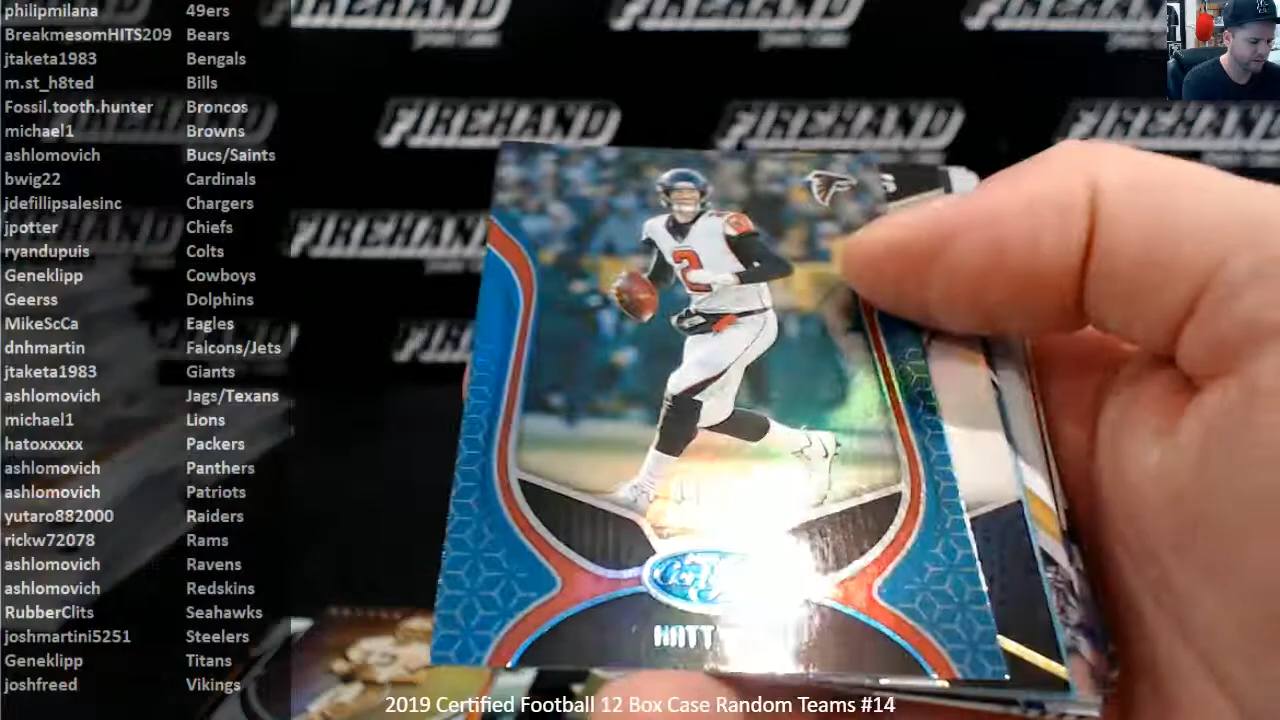 philipmilana 49ers
BreakmesomHITS209 Bears
jtaketa1983 Bengals
m.st_h8ted Bills
Fossil.tooth.hunter Broncos
michael1 Browns
ashlomovich Bucs/Saints
bwig22 Cardinals
jdefillipsalesinc Chargers
jpotter Chiefs
ryandupuis Colts
Geneklipp Cowboys
Geerss Dolphins
MikeScCa Eagles
dnhmartin Falcons/Jets
jtaketa1983 Giants
ashlomovich Jags/Texans
michael1 Lions
hatoxxxxx Packers
ashlomovich Panthers
ashlomovich Patriots
yutaro882000 Raiders
rickw72078 Rams
ashlomovich Ravens
ashlomovich Redskins
RubberClits Seahawks
joshmartini5251 Steelers
Geneklipp Titans
joshfreed Vikings
FIREHAND FIREHAND FIREHAND
FIREHAND
2
MATT
2019 Certified Football 12 Box Case Random Teams #14